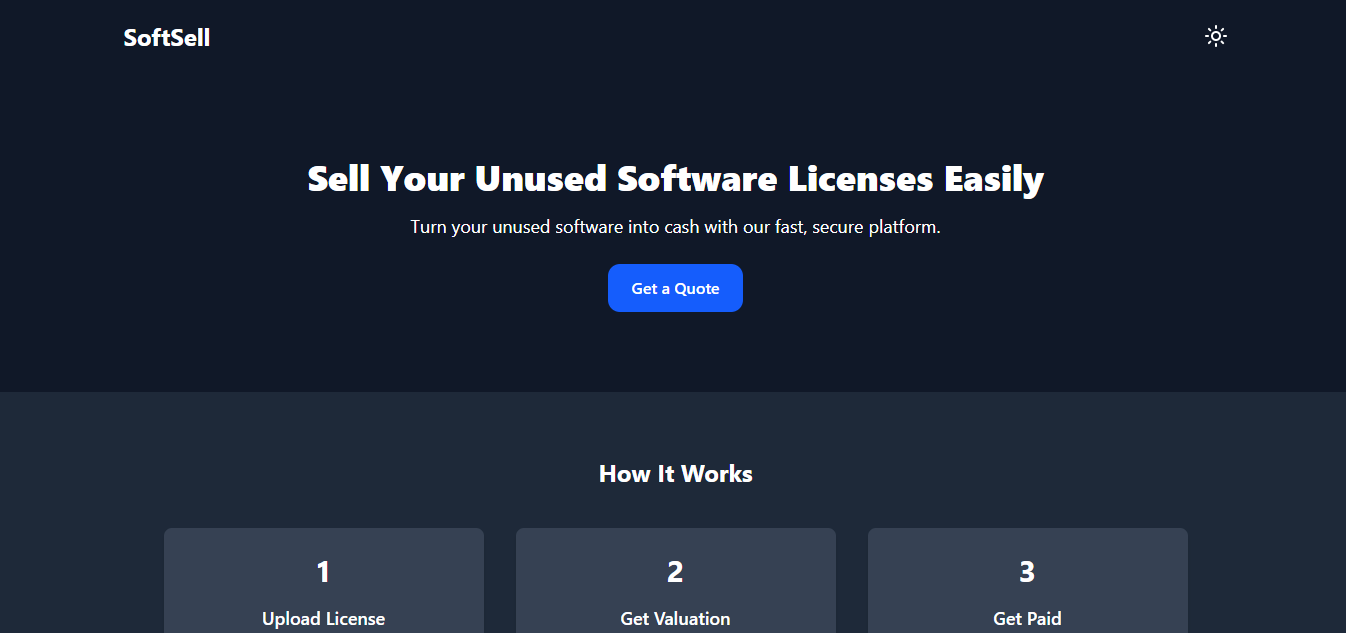 SoftSell
Sell Your Unused Software Licenses Easily
Turn your unused software into cash with our fast, secure platform.
Get a Quote
How It Works
1
Upload License
2
Get Valuation
3
Get Paid